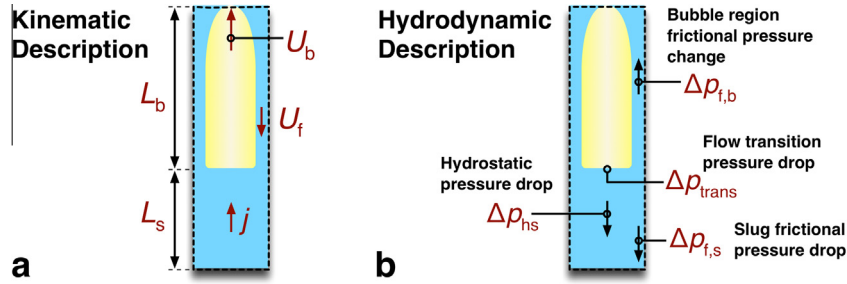 Kinematic
Description
U_b
L_b
U_f
L_s
j
a
Hydrodynamic
Description
Bubble region
frictional pressure
change
Δp_f,b
Flow transition
pressure drop
Hydrostatic
pressure drop
Δp_trans
Δp_hs
Slug frictional
pressure drop
Δp_f,s
b